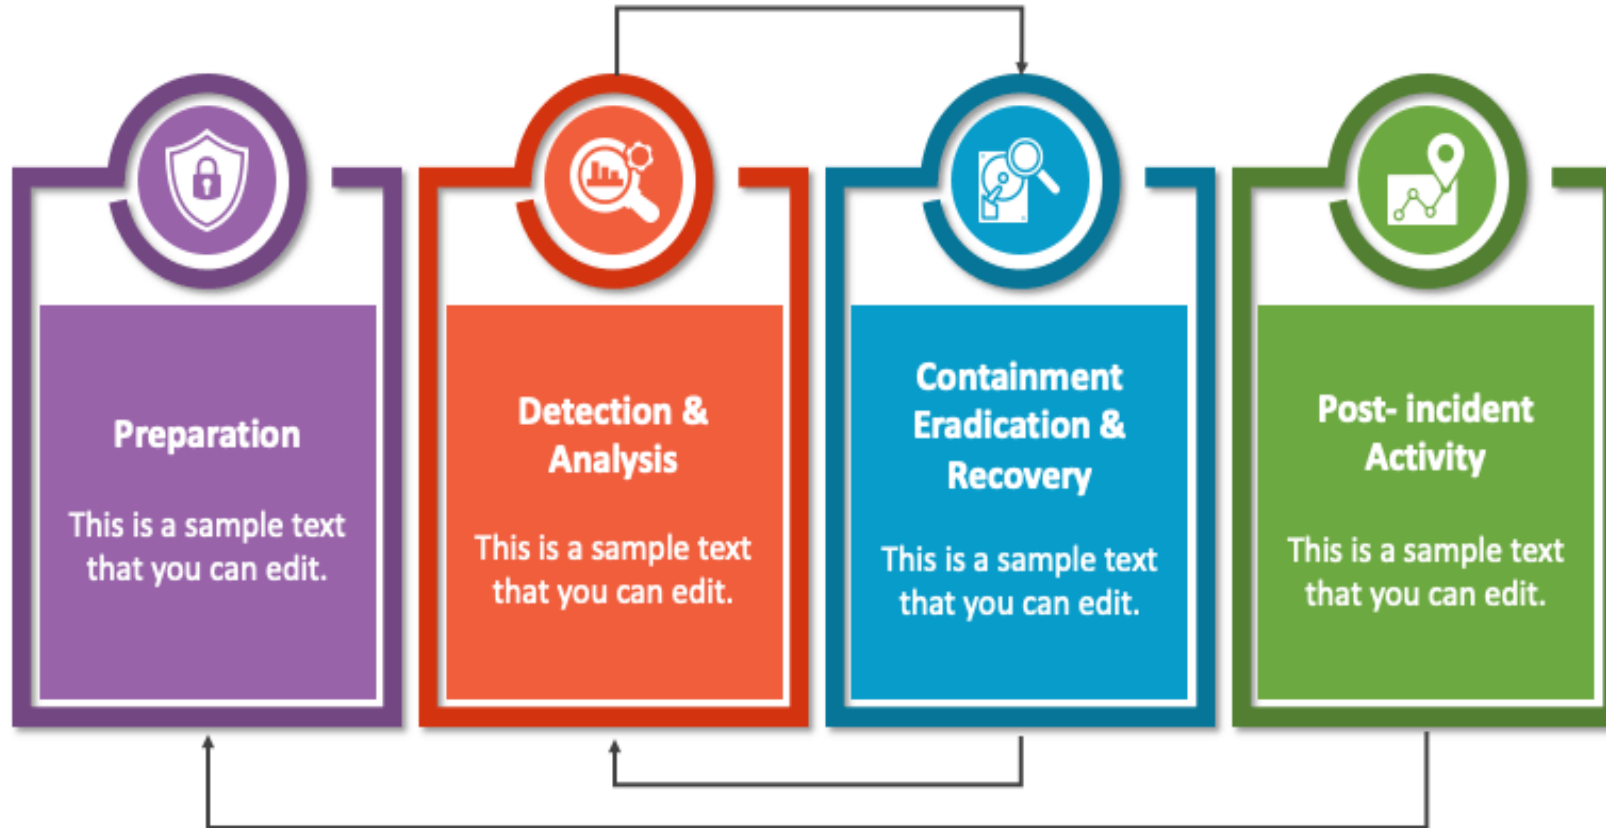 Preparation
This is a sample text
that you can edit.
Detection &
Analysis
This is a sample text
that you can edit.
Containment
Eradication &
Recovery
This is a sample text
that you can edit.
Post- incident
Activity
This is a sample text
that you can edit.